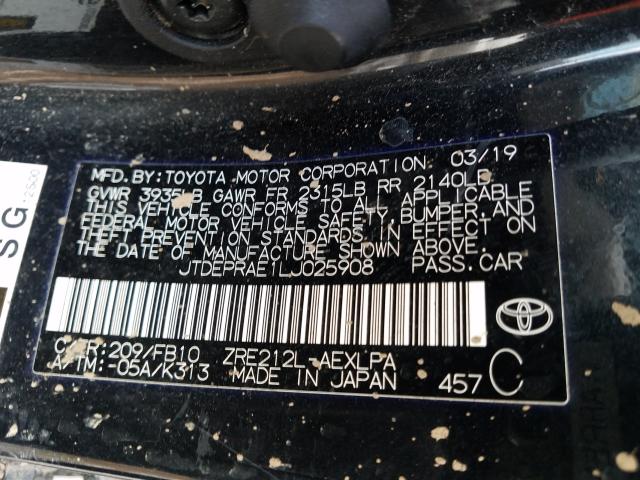 MFD. BY: TOYOTA MOTOR CORPORATION 03/19
GVWR 3935LB GAWR FR 2315LB RR 2140LB
THIS VEHICLE CONFORMS TO ALL APPLICABLE
FEDERAL MOTOR VEHICLE SAFETY, BUMPER, AND
THEFT PREVENTION STANDARDS IN EFFECT ON
THE DATE OF MANUFACTURE SHOWN ABOVE.
JTDEPRAE1LJ025908 PASS. CAR
C/TR: 209/FB10 ZRE212L-AEXLPA
A/TM: -05A/K313 MADE IN JAPAN 457 C
SG